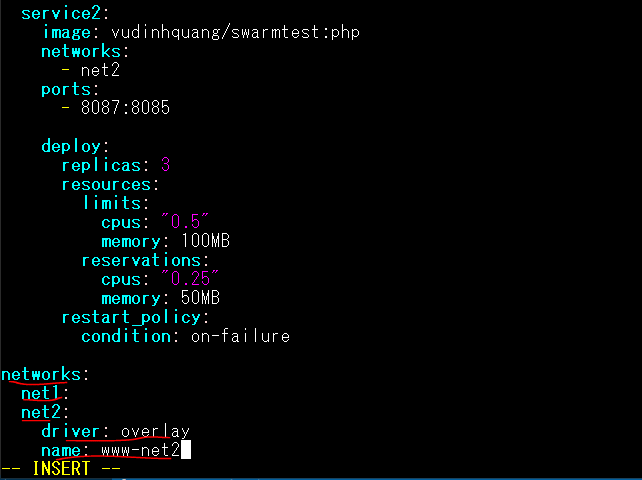 service2:
image: vudinhquang/swarmtest:php
networks:
- net2
ports:
- 8087:8085
deploy:
replicas: 3
resources:
limits:
cpus: "0.5"
memory: 100MB
reservations:
cpus: "0.25"
memory: 50MB
restart_policy:
condition: on-failure
networks:
net1:
net2:
driver: overlay
name: www-net2
-- INSERT --